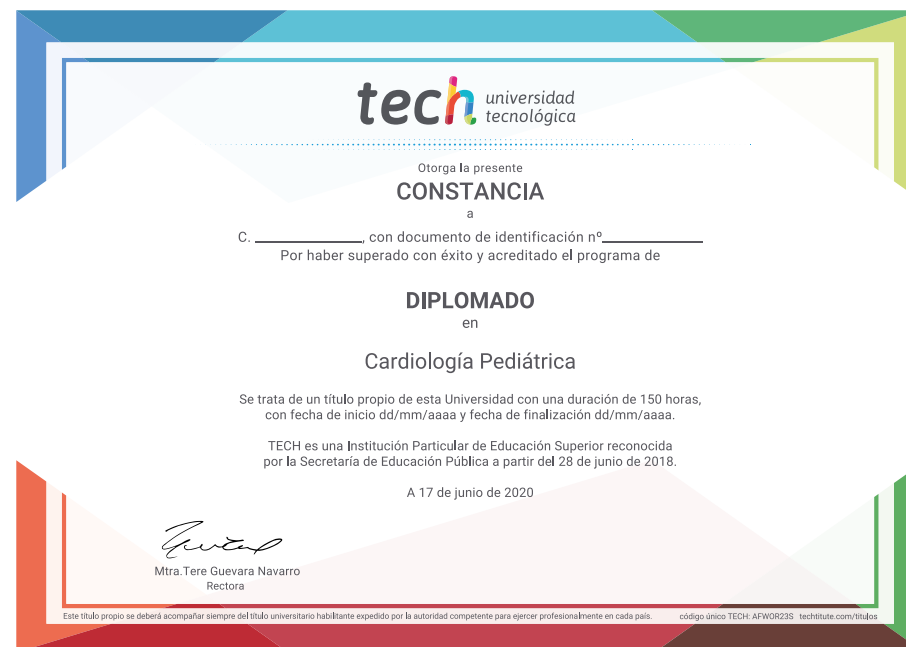 tech universidad
tecnológica
Otorga la presente
CONSTANCIA
a
C. ______________, con documento de identificación nº_____________
Por haber superado con éxito y acreditado el programa de
DIPLOMADO
en
Cardiología Pediátrica
Se trata de un título propio de esta Universidad con una duración de 150 horas,
con fecha de inicio dd/mm/aaaa y fecha de finalización dd/mm/aaaa.
TECH es una Institución Particular de Educación Superior reconocida
por la Secretaría de Educación Pública a partir del 28 de junio de 2018.
A 17 de junio de 2020
Mtra.Tere Guevara Navarro
Rectora
Este título propio se deberá acompañar siempre del título universitario habilitante expedido por la autoridad competente para ejercer profesionalmente en cada país. código único TECH: AFWOR23S techtitute.com/titulos